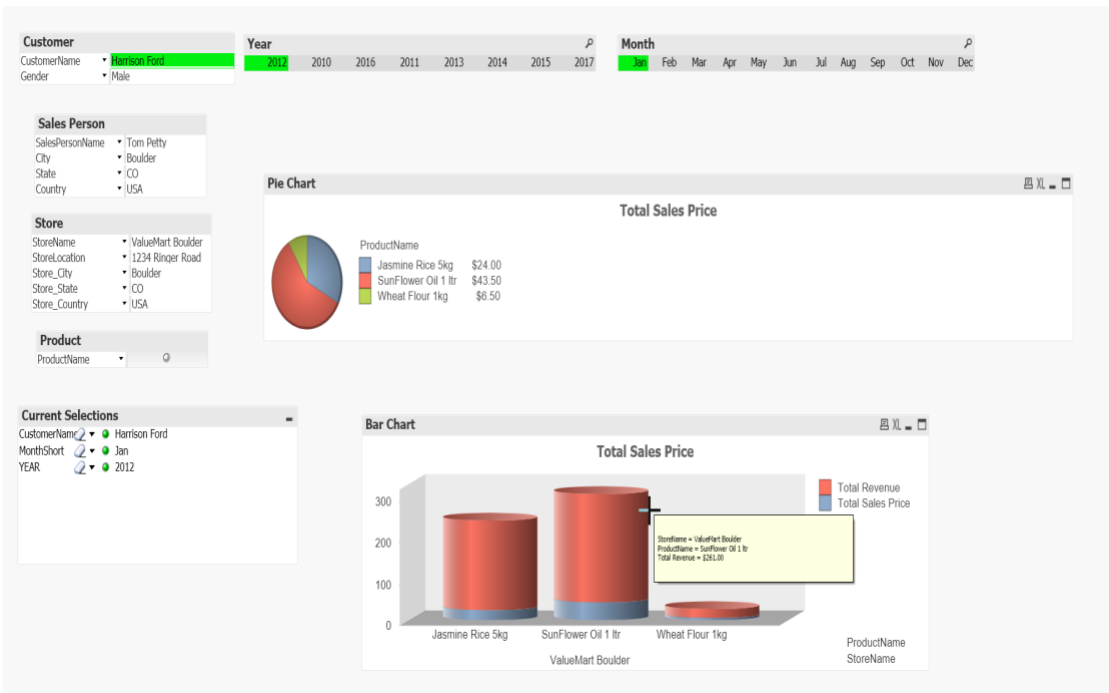 Customer
CustomerName Harrison Ford
Gender Male
Year
2012 2010 2016 2011 2013 2014 2015 2017
Month
Jan Feb Mar Apr May Jun Jul Aug Sep Oct Nov Dec
Sales Person
SalesPersonName Tom Petty
City Boulder
State CO
Country USA
Store
StoreName ValueMart Boulder
StoreLocation 1234 Ringer Road
Store_City Boulder
Store_State CO
Store_Country USA
Product
ProductName
Pie Chart XL
Total Sales Price
ProductName
Jasmine Rice 5kg $24.00
SunFlower Oil 1 ltr $43.50
Wheat Flour 1kg $6.50
Current Selections
CustomerName Harrison Ford
MonthShort Jan
YEAR 2012
Bar Chart XL
Total Sales Price
Total Revenue
Total Sales Price
300
200
100
0
StoreName = ValueMart Boulder
ProductName = SunFlower Oil 1 ltr
Total Revenue = $261.00
Jasmine Rice 5kg SunFlower Oil 1 ltr Wheat Flour 1kg
ValueMart Boulder
ProductName
StoreName